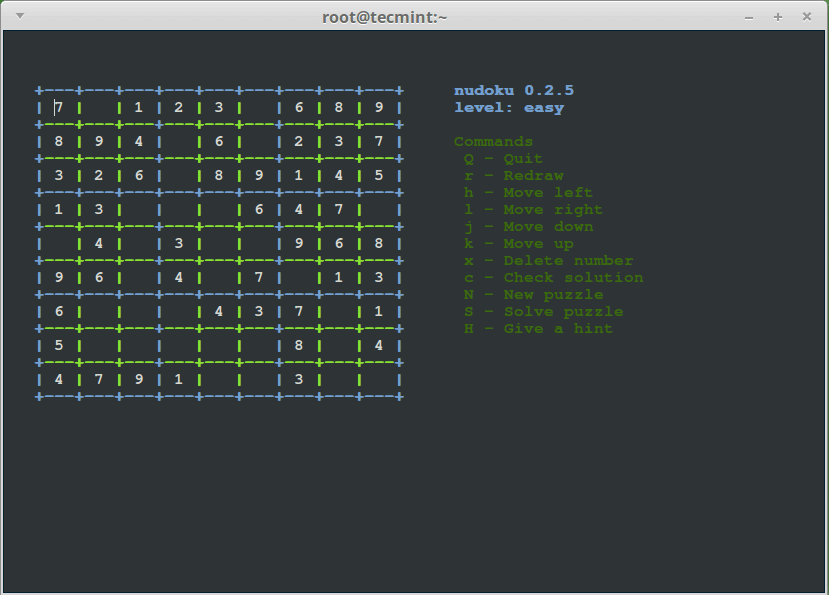 root@tecmint:~
+---+---+---+---+---+---+---+---+---+
| 7 |   | 1 | 2 | 3 |   | 6 | 8 | 9 |
+---+---+---+---+---+---+---+---+---+
| 8 | 9 | 4 |   | 6 |   | 2 | 3 | 7 |
+---+---+---+---+---+---+---+---+---+
| 3 | 2 | 6 |   | 8 | 9 | 1 | 4 | 5 |
+---+---+---+---+---+---+---+---+---+
| 1 | 3 |   |   |   | 6 | 4 | 7 |   |
+---+---+---+---+---+---+---+---+---+
|   | 4 |   | 3 |   |   | 9 | 6 | 8 |
+---+---+---+---+---+---+---+---+---+
| 9 | 6 |   | 4 |   | 7 |   | 1 | 3 |
+---+---+---+---+---+---+---+---+---+
| 6 |   |   |   | 4 | 3 | 7 |   | 1 |
+---+---+---+---+---+---+---+---+---+
| 5 |   |   |   |   |   | 8 |   | 4 |
+---+---+---+---+---+---+---+---+---+
| 4 | 7 | 9 | 1 |   |   | 3 |   |   |
+---+---+---+---+---+---+---+---+---+
nudoku 0.2.5
level: easy
Commands
Q - Quit
r - Redraw
h - Move left
l - Move right
j - Move down
k - Move up
x - Delete number
c - Check solution
N - New puzzle
S - Solve puzzle
H - Give a hint